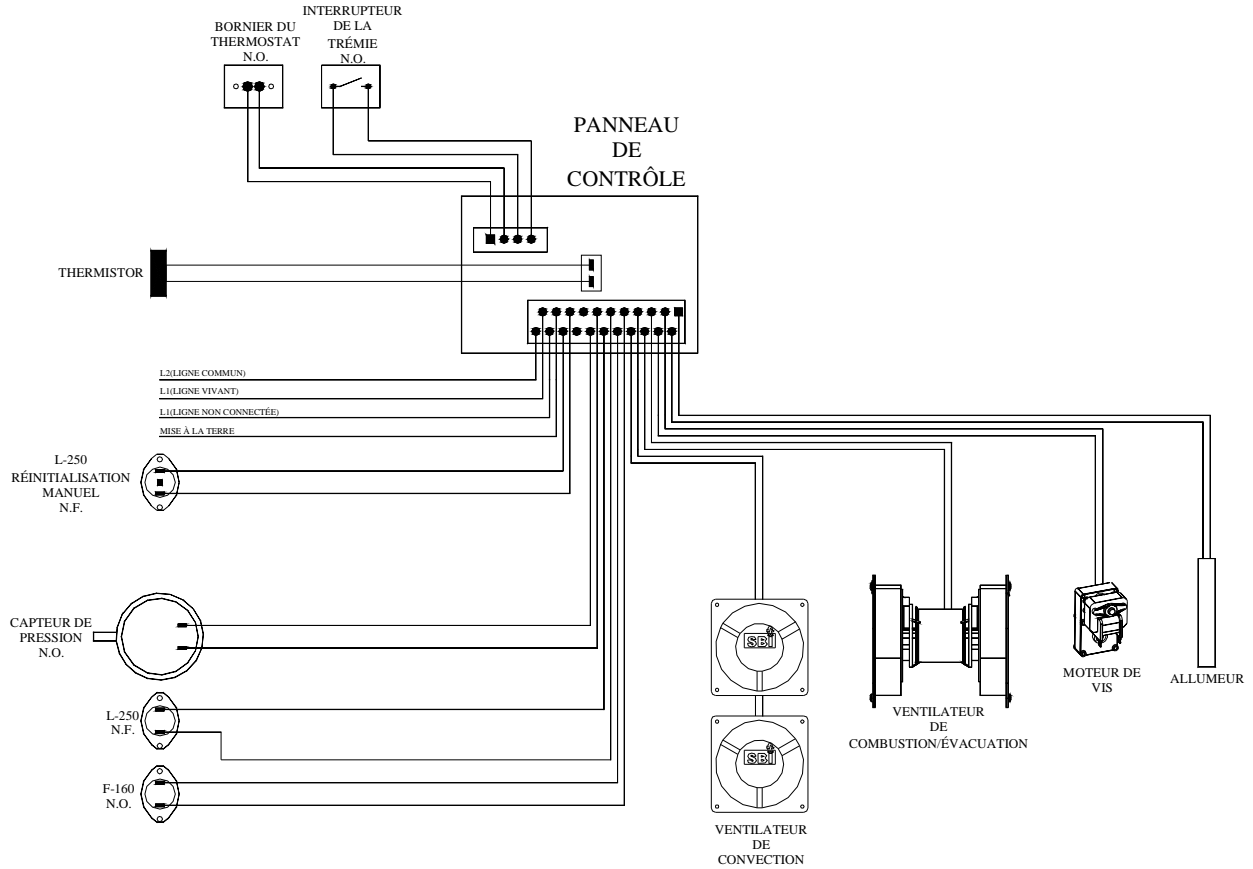 BORNIER DU
THERMOSTAT
N.O.
INTERRUPTEUR
DE LA
TRÉMIE
N.O.
PANNEAU
DE
CONTRÔLE
THERMISTOR
L2(LIGNE COMMUN)
L1(LIGNE VIVANT)
L1(LIGNE NON CONNECTÉE)
MISE À LA TERRE
L-250
RÉINITIALISATION
MANUEL
N.F.
CAPTEUR DE
PRESSION
N.O.
L-250
N.F.
F-160
N.O.
SBI
SBI
VENTILATEUR
DE
CONVECTION
VENTILATEUR
DE
COMBUSTION/ÉVACUATION
MOTEUR DE
VIS
ALLUMEUR